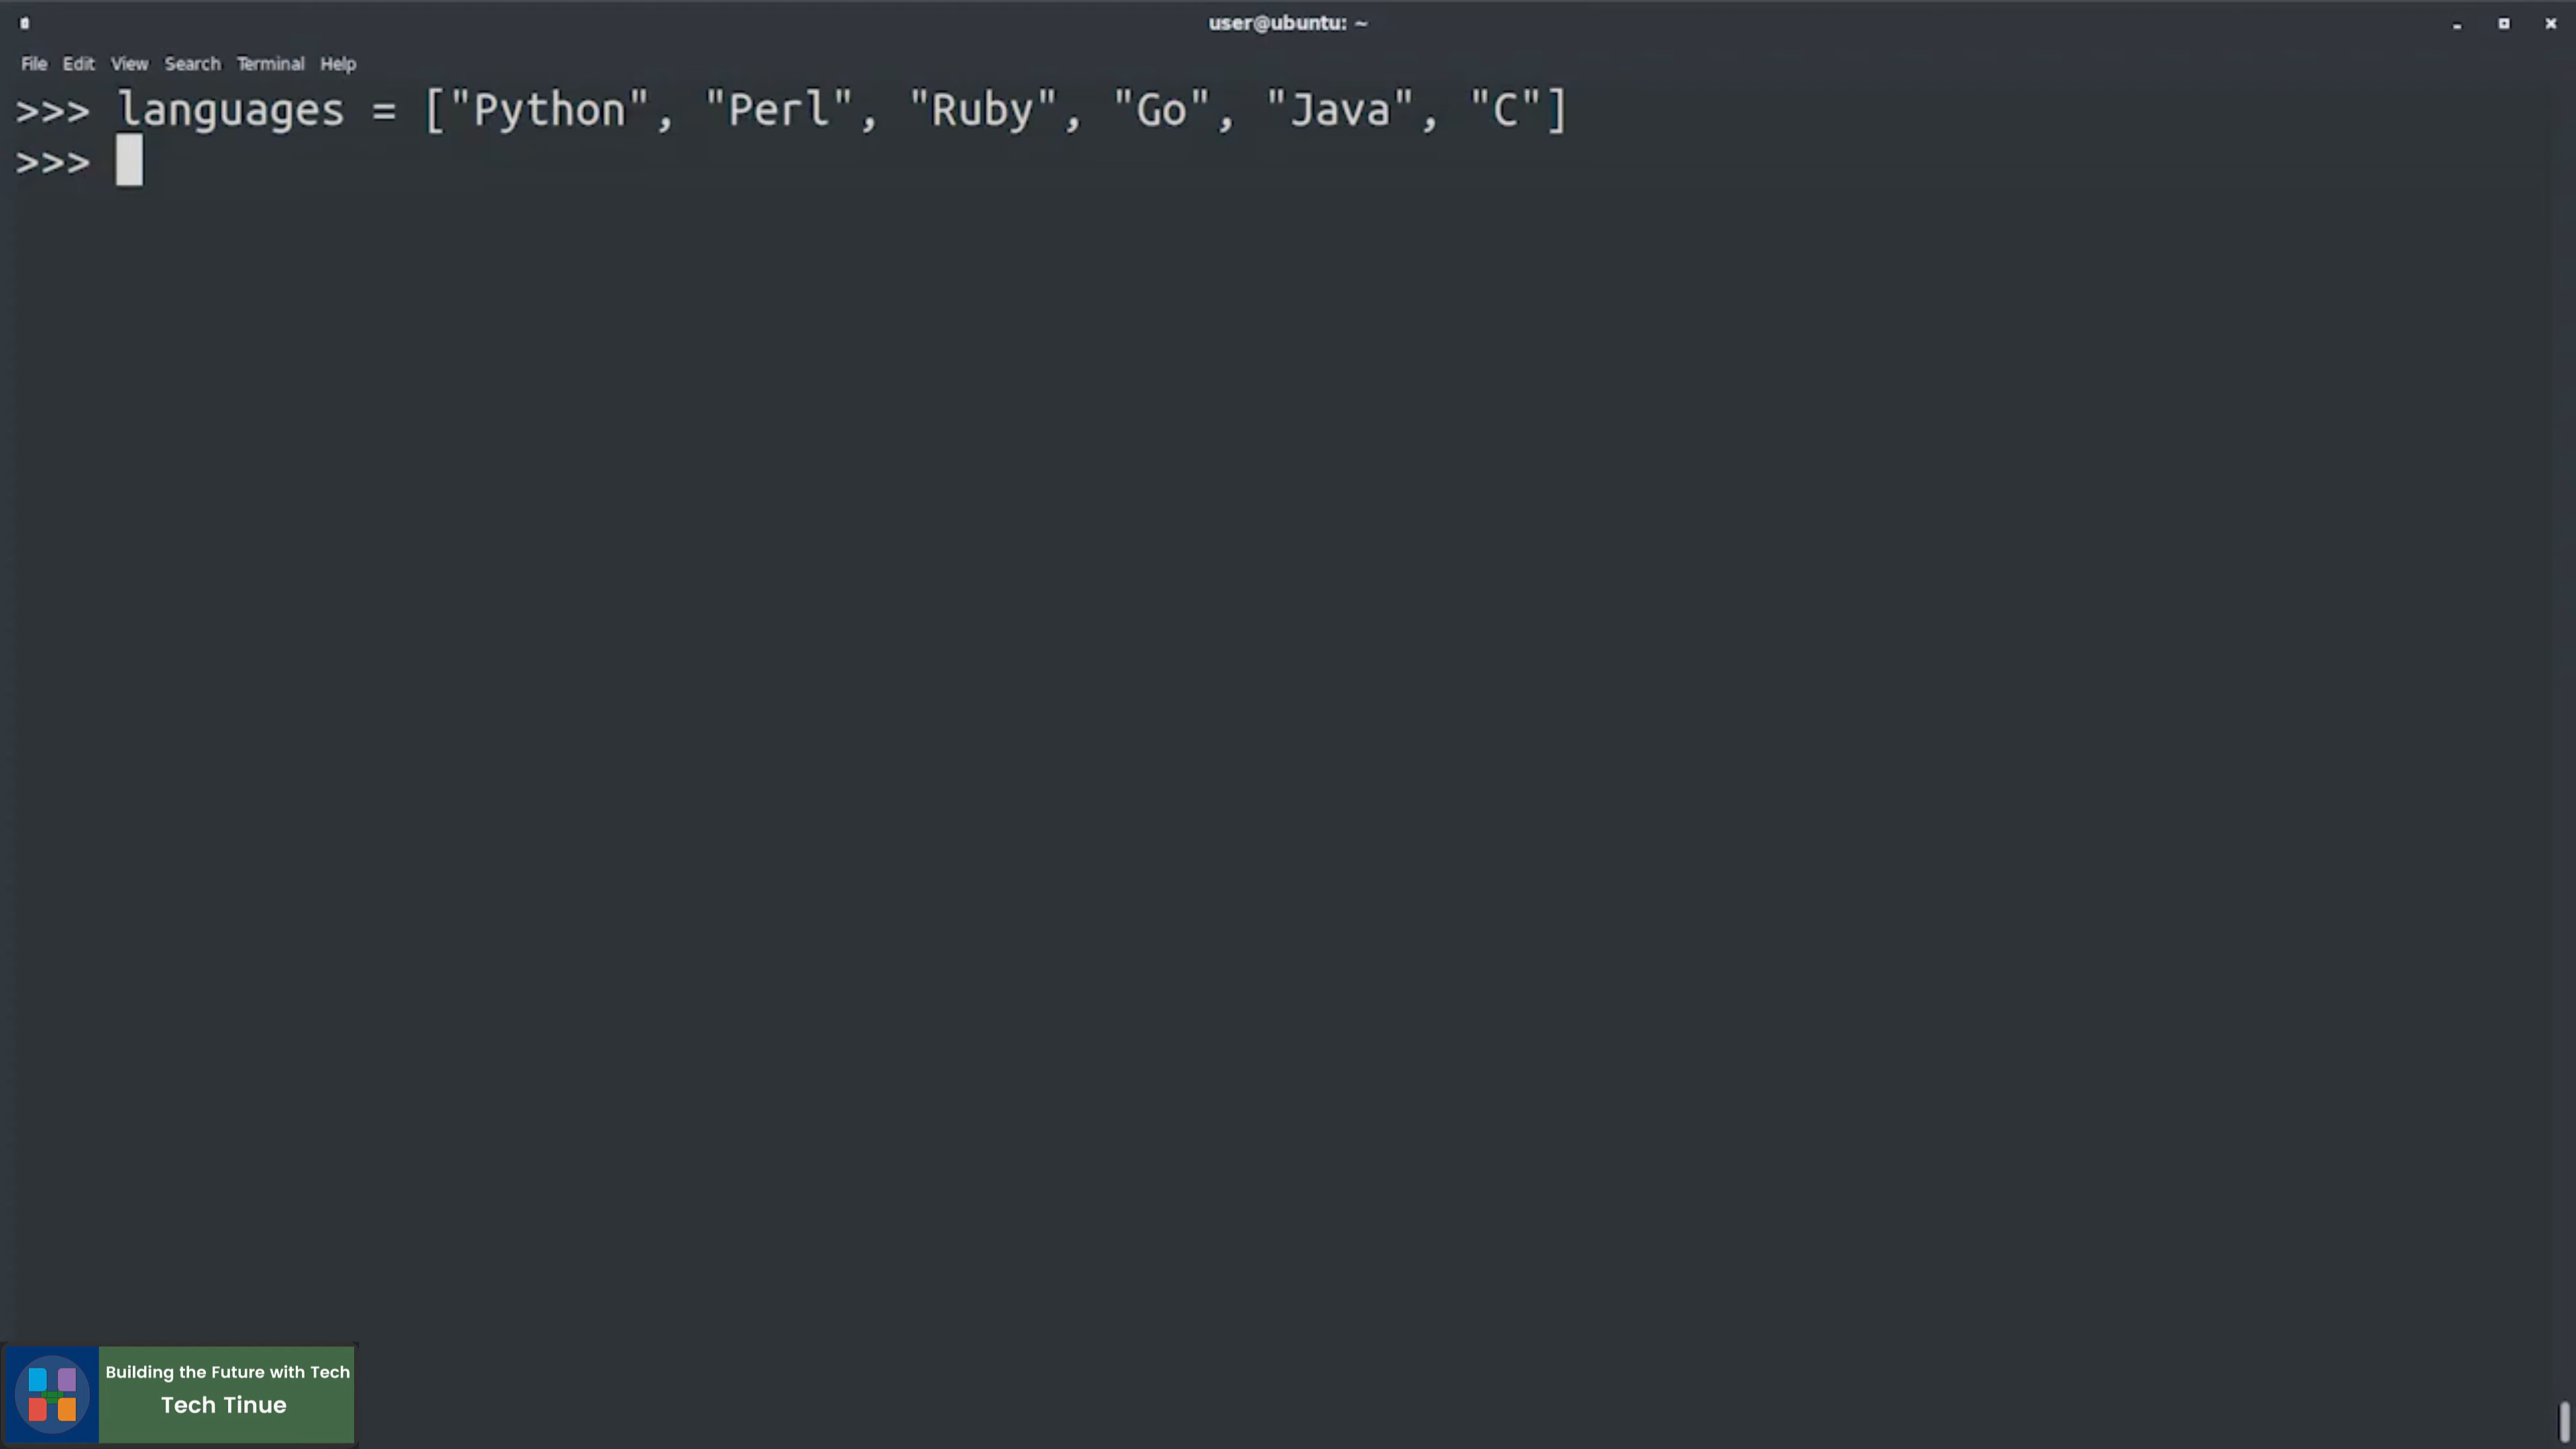 user@ubuntu: ~
File Edit View Search Terminal Help
>>> languages = ["Python", "Perl", "Ruby", "Go", "Java", "C"]
>>>
Building the Future with Tech
Tech Tinue